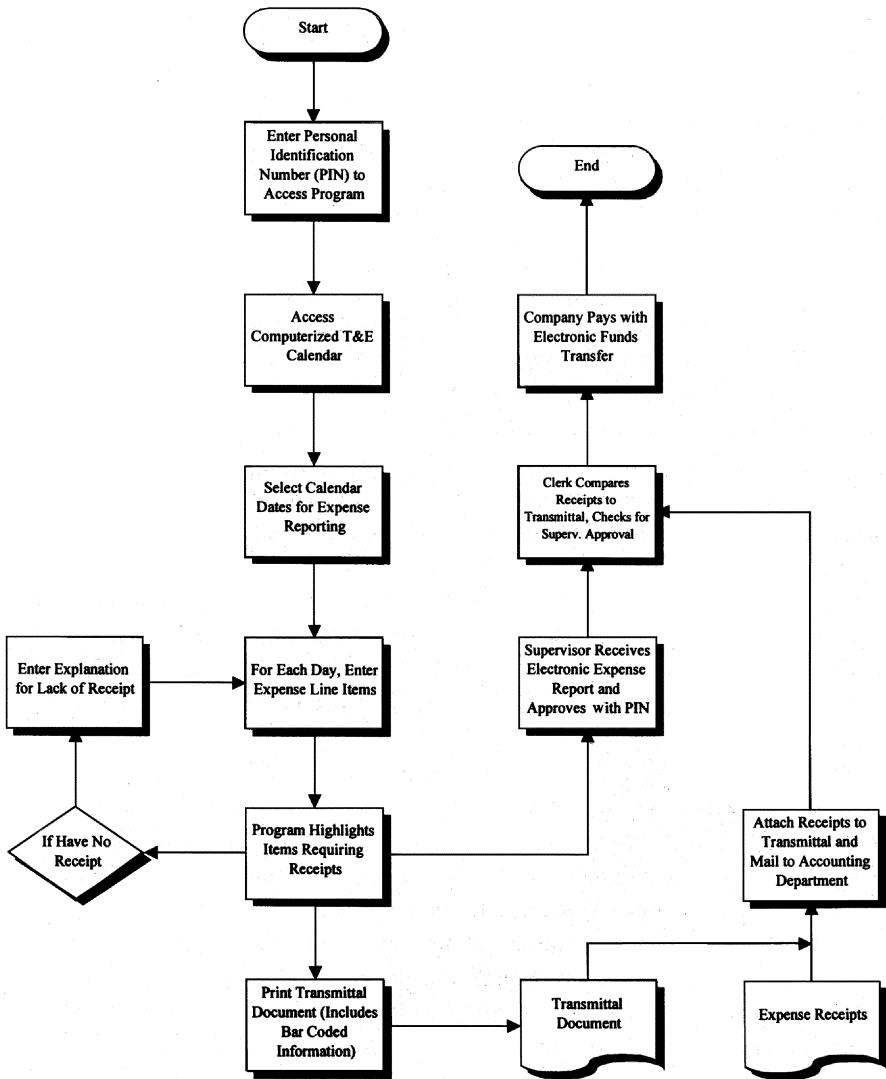 Start
Enter Personal
Identification
Number (PIN) to
Access Program
Access
Computerized T&E
Calendar
Select Calendar
Dates for Expense
Reporting
For Each Day, Enter
Expense Line Items
Enter Explanation
for Lack of Receipt
If Have No
Receipt
Program Highlights
Items Requiring
Receipts
Print Transmittal
Document (Includes
Bar Coded
Information)
Transmittal
Document
Expense Receipts
Attach Receipts to
Transmittal and
Mail to Accounting
Department
Supervisor Receives
Electronic Expense
Report and
Approves with PIN
Clerk Compares
Receipts to
Transmittal, Checks for
Superv. Approval
Company Pays with
Electronic Funds
Transfer
End